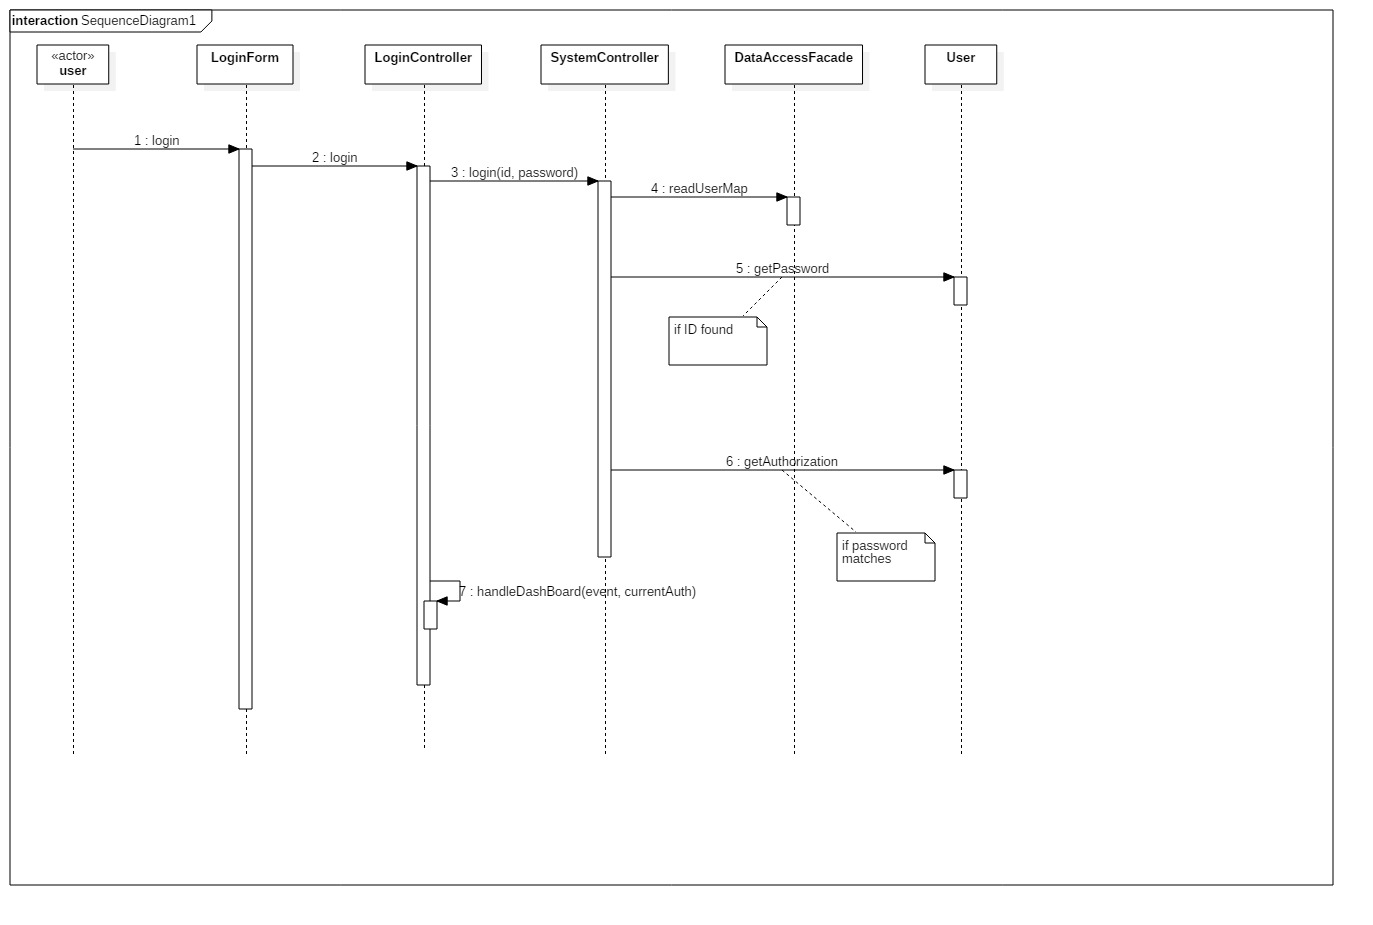 interaction SequenceDiagram1
«actor»
user
LoginForm
LoginController
SystemController
DataAccessFacade
User
1 : login
2 : login
3 : login(id, password)
4 : readUserMap
5 : getPassword
if ID found
6 : getAuthorization
if password
matches
7 : handleDashBoard(event, currentAuth)